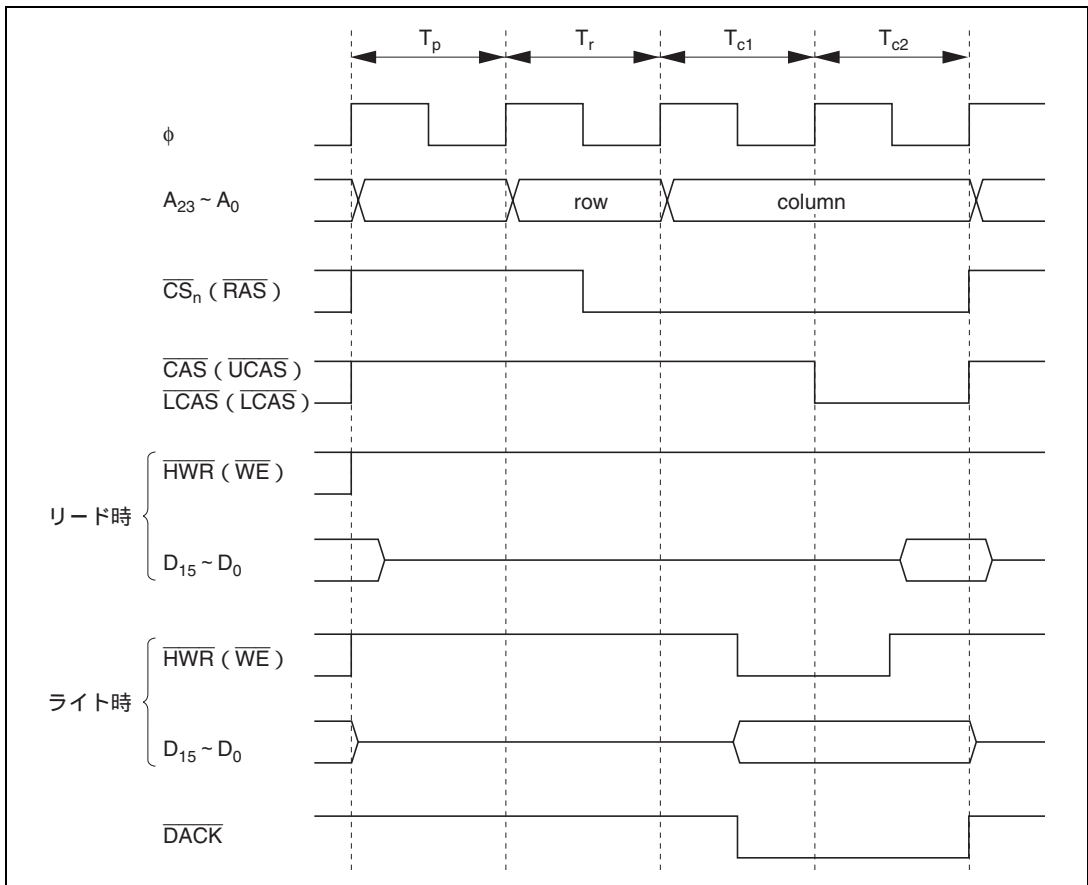 Tp Tr Tc1 Tc2
φ
A23 ~ A0 row column
CSn ( RAS )
CAS ( UCAS )
LCAS ( LCAS )
リード時
HWR ( WE )
D15 ~ D0
ライト時
HWR ( WE )
D15 ~ D0
DACK